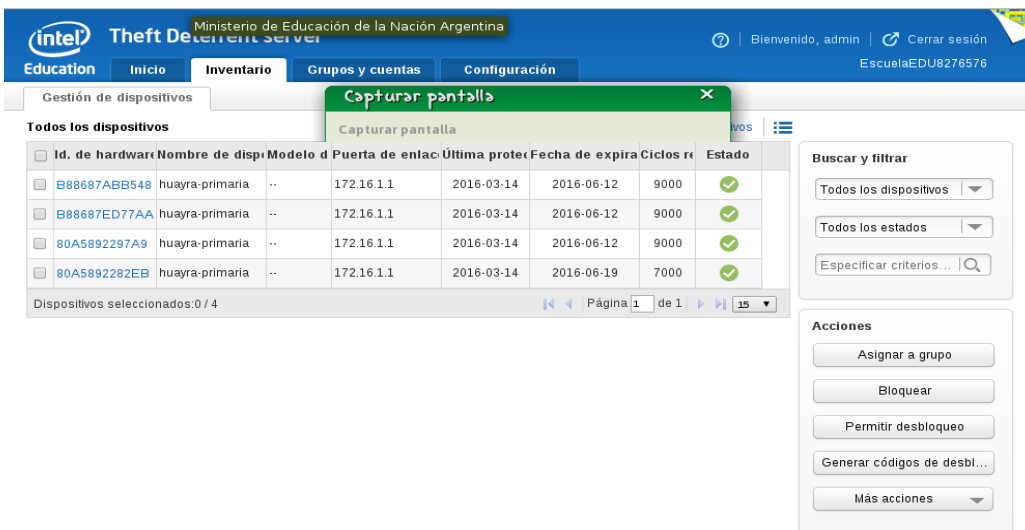 Ministerio de Educación de la Nación Argentina
intel Theft Deterrent server
Bienvenido, admin | Cerrar sesión
Education
EscuelaEDU8276576
Inicio Inventario Grupos y cuentas Configuración
Gestión de dispositivos
Capturar pantalla
Todos los dispositivos
Capturar pantalla
Id. de hardware Nombre de disp Modelo d Puerta de enlac Última protec Fecha de expira Ciclos re Estado
B88687ABB548 huayra-primaria -- 172.16.1.1 2016-03-14 2016-06-12 9000
B88687ED77AA huayra-primaria -- 172.16.1.1 2016-03-14 2016-06-12 9000
80A5892297A9 huayra-primaria -- 172.16.1.1 2016-03-14 2016-06-12 9000
80A5892282EB huayra-primaria -- 172.16.1.1 2016-03-14 2016-06-19 7000
Dispositivos seleccionados:0 / 4
Página 1 de 1
15
Buscar y filtrar
Todos los dispositivos
Todos los estados
Especificar criterios...
Acciones
Asignar a grupo
Bloquear
Permitir desbloqueo
Generar códigos de desbl...
Más acciones